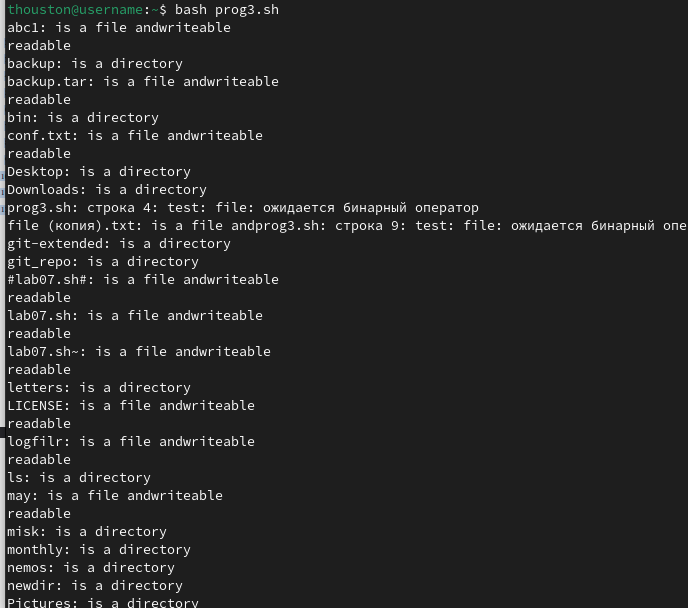 thouston@username:~$ bash prog3.sh
abc1: is a file andwriteable
readable
backup: is a directory
backup.tar: is a file andwriteable
readable
bin: is a directory
conf.txt: is a file andwriteable
readable
Desktop: is a directory
Downloads: is a directory
prog3.sh: строка 4: test: file: ожидается бинарный оператор
file (копия).txt: is a file andprog3.sh: строка 9: test: file: ожидается бинарный опе
git-extended: is a directory
git_repo: is a directory
#lab07.sh#: is a file andwriteable
readable
lab07.sh: is a file andwriteable
readable
lab07.sh~: is a file andwriteable
readable
letters: is a directory
LICENSE: is a file andwriteable
readable
logfilr: is a file andwriteable
readable
ls: is a directory
may: is a file andwriteable
readable
misk: is a directory
monthly: is a directory
nemos: is a directory
newdir: is a directory
Pictures: is a directory